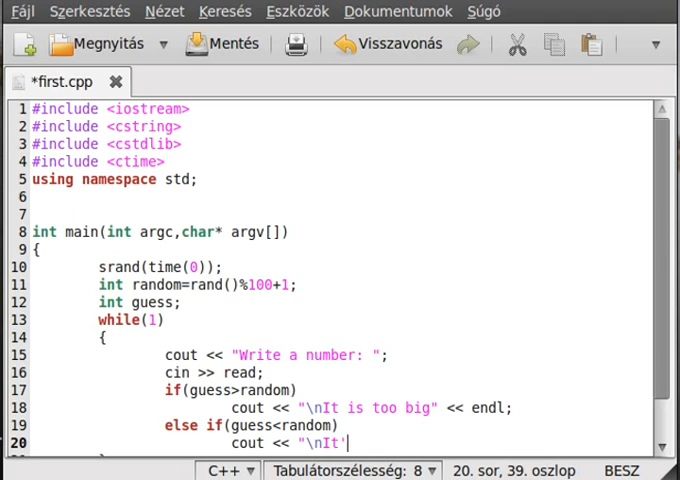 Fájl Szerkesztés Nézet Keresés Eszközök Dokumentumok Súgó
Megnyitás Mentés Visszavonás
*first.cpp
1 #include <iostream>
2 #include <cstring>
3 #include <cstdlib>
4 #include <ctime>
5 using namespace std;
6
7
8 int main(int argc,char* argv[])
9 {
10 srand(time(0));
11 int random=rand()%100+1;
12 int guess;
13 while(1)
14 {
15 cout << "Write a number: ";
16 cin >> read;
17 if(guess>random)
18 cout << "\nIt is too big" << endl;
19 else if(guess<random)
20 cout << "\nIt'
C++ Tabulátorszélesség: 8 20. sor, 39. oszlop BESZ